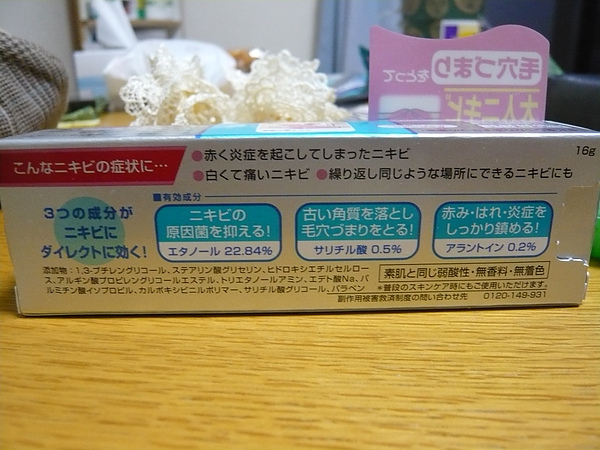 毛穴づまり
をとって
大人ニキビ
こんなニキビの症状に…
●赤く炎症を起こしてしまったニキビ
16g
●白くて痛いニキビ ●繰り返し同じような場所にできるニキビにも
■有効成分
3つの成分が
ニキビに
ダイレクトに効く!
ニキビの
原因菌を抑える!
エタノール 22.84%
古い角質を落とし
毛穴づまりをとる!
サリチル酸 0.5%
赤み・はれ・炎症を
しっかり鎮める!
アラントイン 0.2%
添加物:1,3-ブチレングリコール、ステアリン酸グリセリン、ヒドロキシエチルセルロー
ス、アルギン酸プロピレングリコールエステル、トリエタノールアミン、エデト酸Na、パ
ルミチン酸イソプロピル、カルボキシビニルポリマー、サリチル酸グリコール、パラベン
素肌と同じ弱酸性・無香料・無着色
*普段のスキンケア時にもご使用いただけます。
副作用被害救済制度の問い合わせ先 0120-149-931